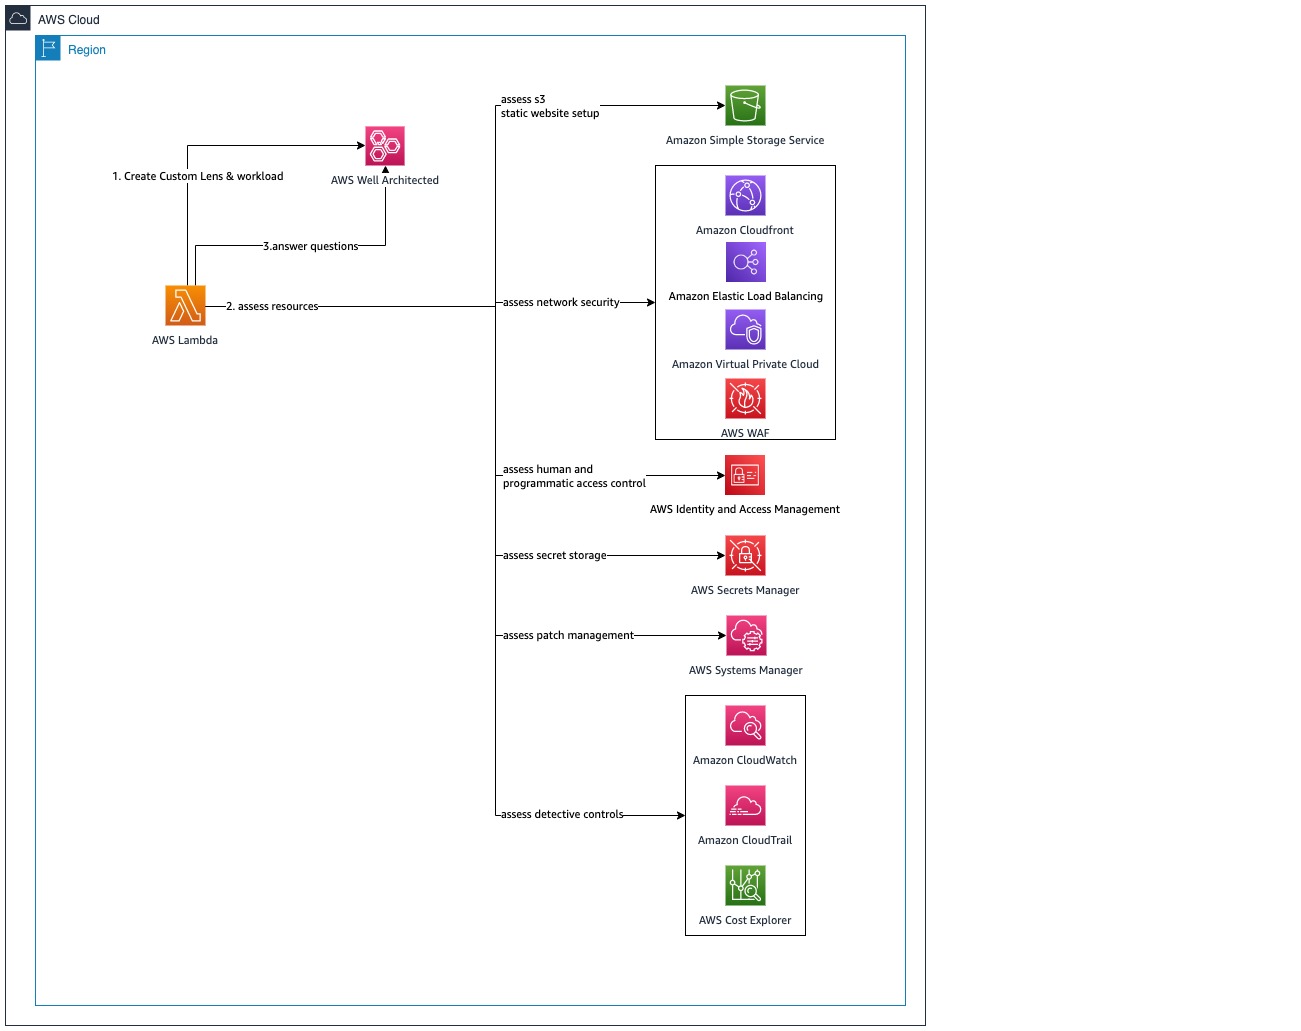 AWS Cloud
Region
assess s3
static website setup
Amazon Simple Storage Service
1. Create Custom Lens & workload
AWS Well Architected
3.answer questions
2. assess resources
AWS Lambda
assess network security
Amazon Cloudfront
Amazon Elastic Load Balancing
Amazon Virtual Private Cloud
AWS WAF
assess human and
programmatic access control
AWS Identity and Access Management
assess secret storage
AWS Secrets Manager
assess patch management
AWS Systems Manager
assess detective controls
Amazon CloudWatch
Amazon CloudTrail
AWS Cost Explorer